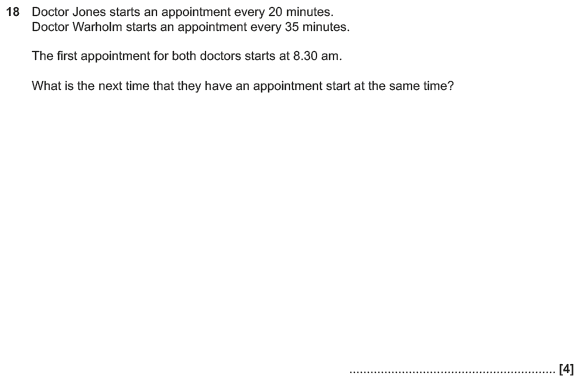 18 Doctor Jones starts an appointment every 20 minutes.
Doctor Warholm starts an appointment every 35 minutes.
The first appointment for both doctors starts at 8.30 am.
What is the next time that they have an appointment start at the same time?
........................................................... [4]